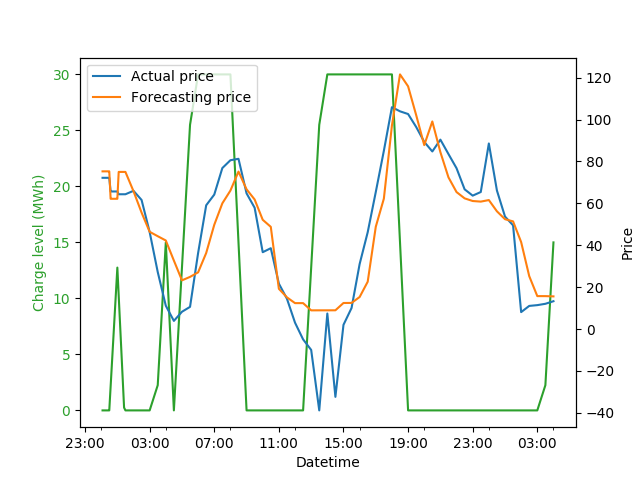 Actual price
Forecasting price
30
25
20
15
10
5
0
Charge level (MWh)
120
100
80
60
40
20
0
−20
−40
Price
23:00 03:00 07:00 11:00 15:00 19:00 23:00 03:00
Datetime